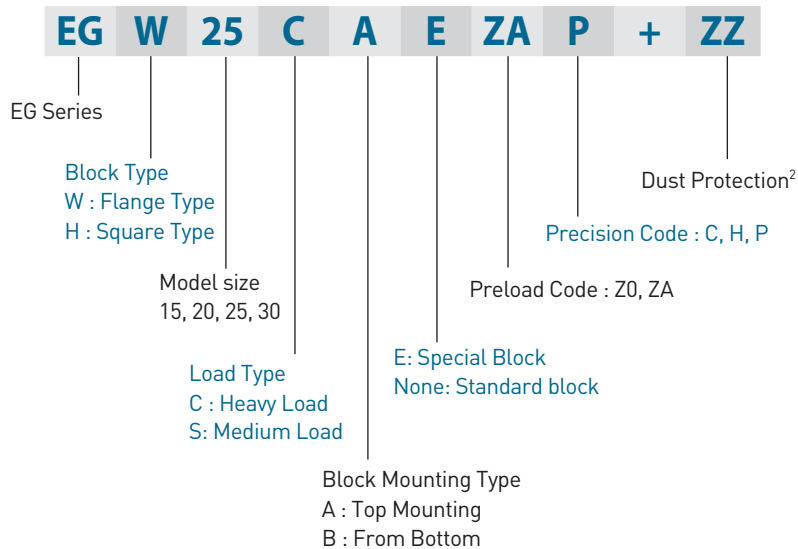 EG W 25 C A E ZA P + ZZ
EG Series
Block Type
W : Flange Type
H : Square Type
Dust Protection²
Precision Code : C, H, P
Model size
15, 20, 25, 30
Preload Code : Z0, ZA
E: Special Block
None: Standard block
Load Type
C : Heavy Load
S: Medium Load
Block Mounting Type
A : Top Mounting
B : From Bottom